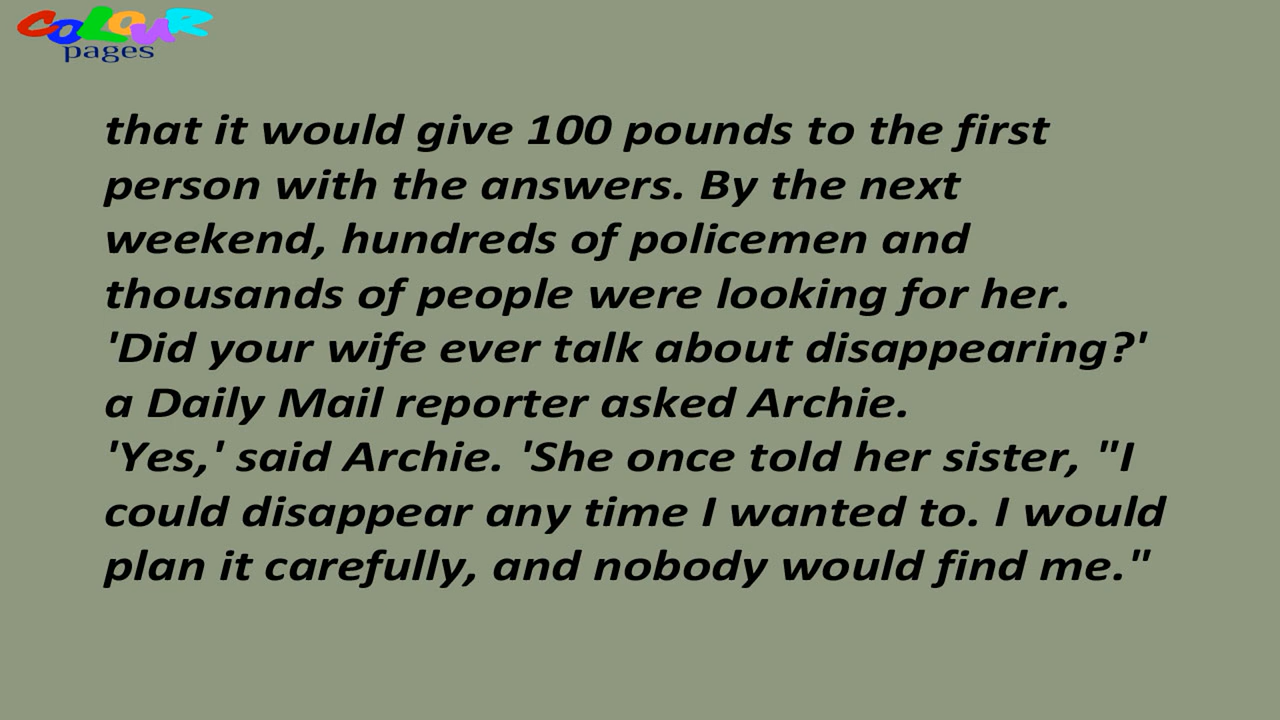 COLOUR
pages
that it would give 100 pounds to the first
person with the answers. By the next
weekend, hundreds of policemen and
thousands of people were looking for her.
'Did your wife ever talk about disappearing?'
a Daily Mail reporter asked Archie.
'Yes,' said Archie. 'She once told her sister, "I
could disappear any time I wanted to. I would
plan it carefully, and nobody would find me."